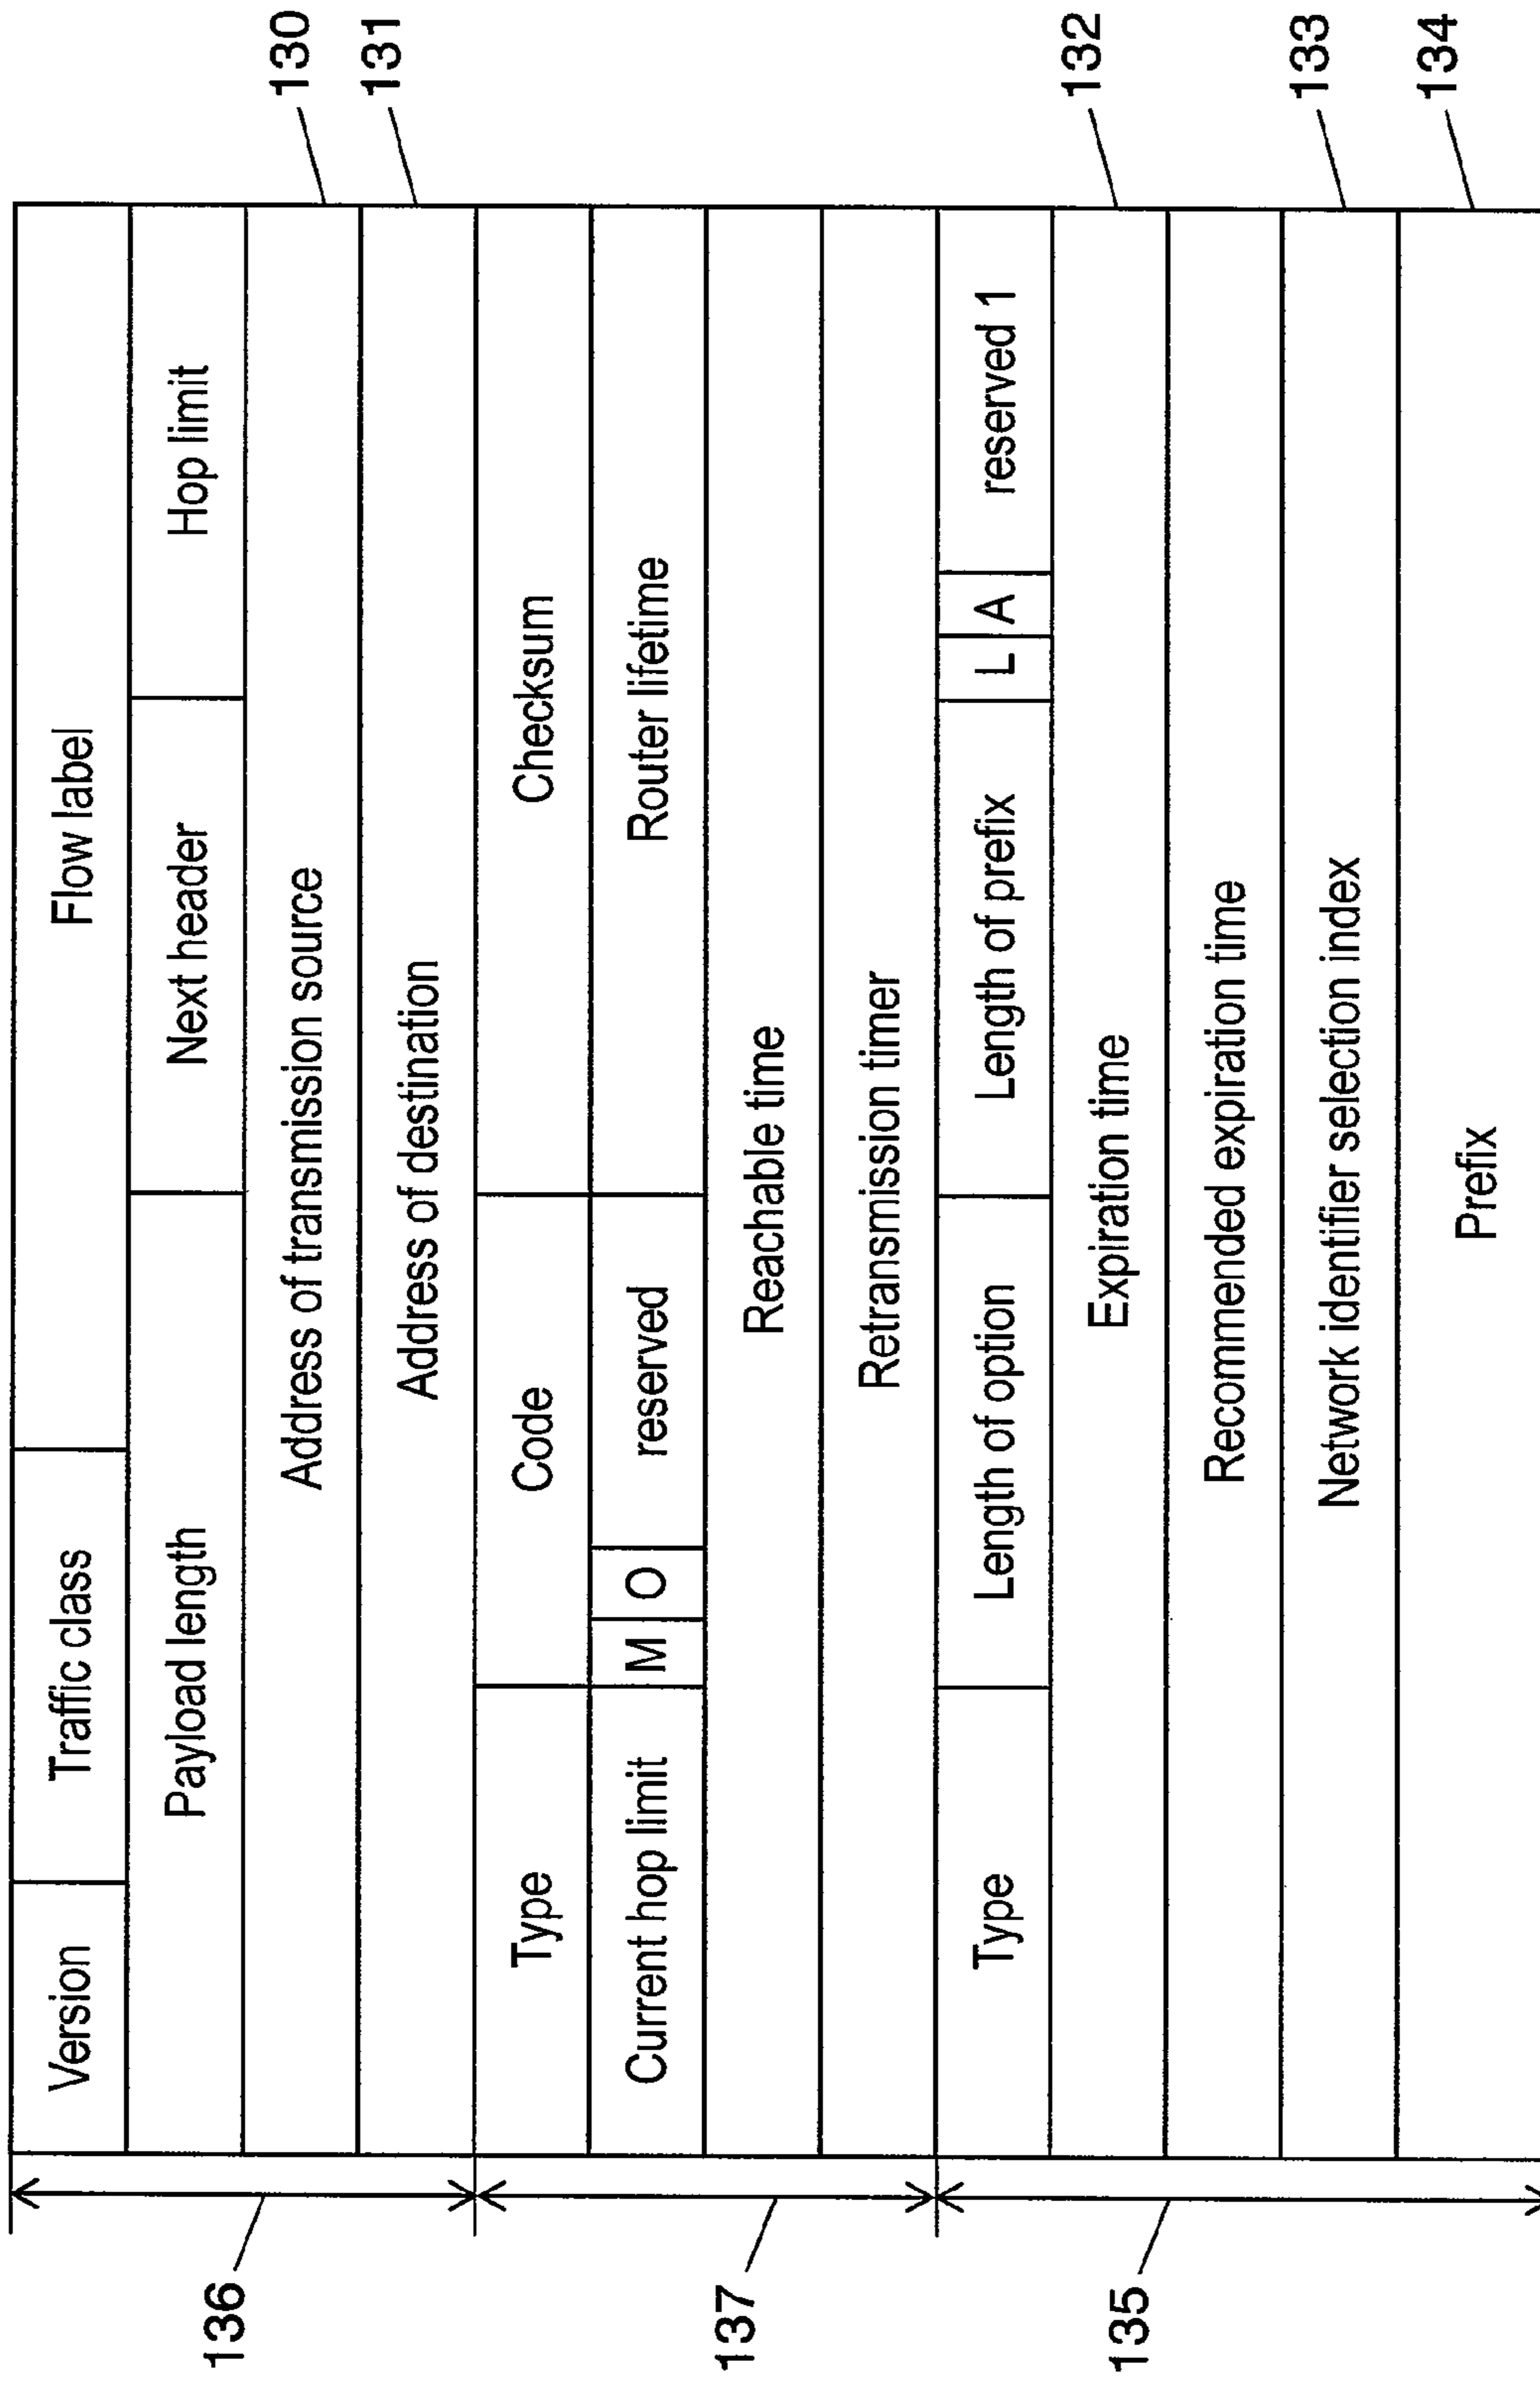 Version Traffic class Flow label
Payload length Next header Hop limit
Address of transmission source 130
Address of destination 131
136
Type Code Checksum
Current hop limit M O reserved Router lifetime
Reachable time
Retransmission timer
137
Type Length of option Length of prefix L A reserved 1
Expiration time 132
Recommended expiration time
Network identifier selection index 133
Prefix 134
135